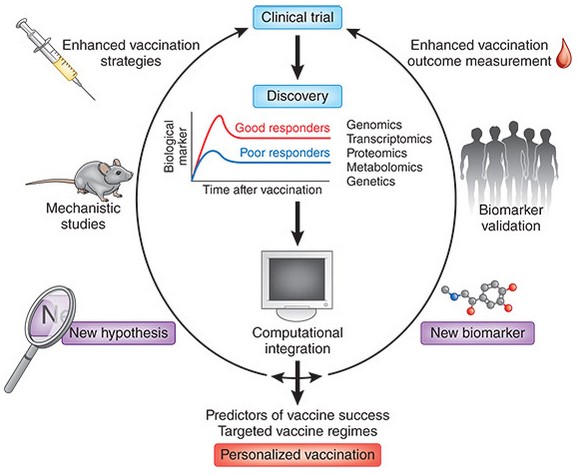 Clinical trial
Enhanced vaccination
strategies
Enhanced vaccination
outcome measurement
Discovery
Biological
marker
Good responders
Poor responders
Time after vaccination
Genomics
Transcriptomics
Proteomics
Metabolomics
Genetics
Mechanistic
studies
Biomarker
validation
N
Ne
New hypothesis
New biomarker
Computational
integration
Predictors of vaccine success
Targeted vaccine regimes
Personalized vaccination